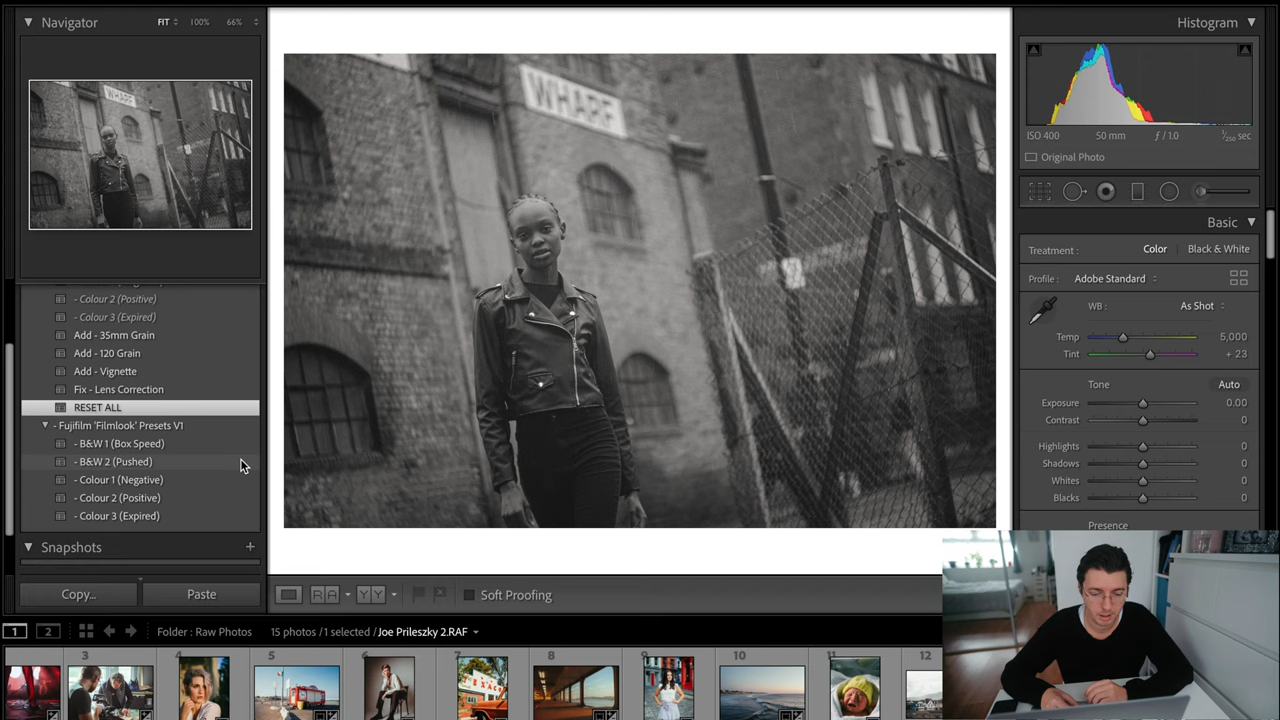 Navigator
FIT
100%
66%
- Colour 2 (Positive)
- Colour 3 (Expired)
Add - 35mm Grain
Add - 120 Grain
Add - Vignette
Fix - Lens Correction
RESET ALL
- Fujifilm 'Filmlook' Presets V1
- B&W 1 (Box Speed)
- B&W 2 (Pushed)
- Colour 1 (Negative)
- Colour 2 (Positive)
- Colour 3 (Expired)
Snapshots +
Copy...
Paste
WHARF
WHARF
Histogram
ISO 400 50 mm ƒ / 1.0 1/250 sec
Original Photo
Basic
Treatment : Color Black & White
Profile : Adobe Standard
WB : As Shot
Temp 5,000
Tint + 23
Tone Auto
Exposure 0.00
Contrast 0
Highlights 0
Shadows 0
Whites 0
Blacks 0
Presence
R A
Y Y
Soft Proofing
1 2 Folder : Raw Photos 15 photos / 1 selected / Joe Prileszky 2.RAF
3 4 5 6 7 8 9 10 11 12
TEXACO